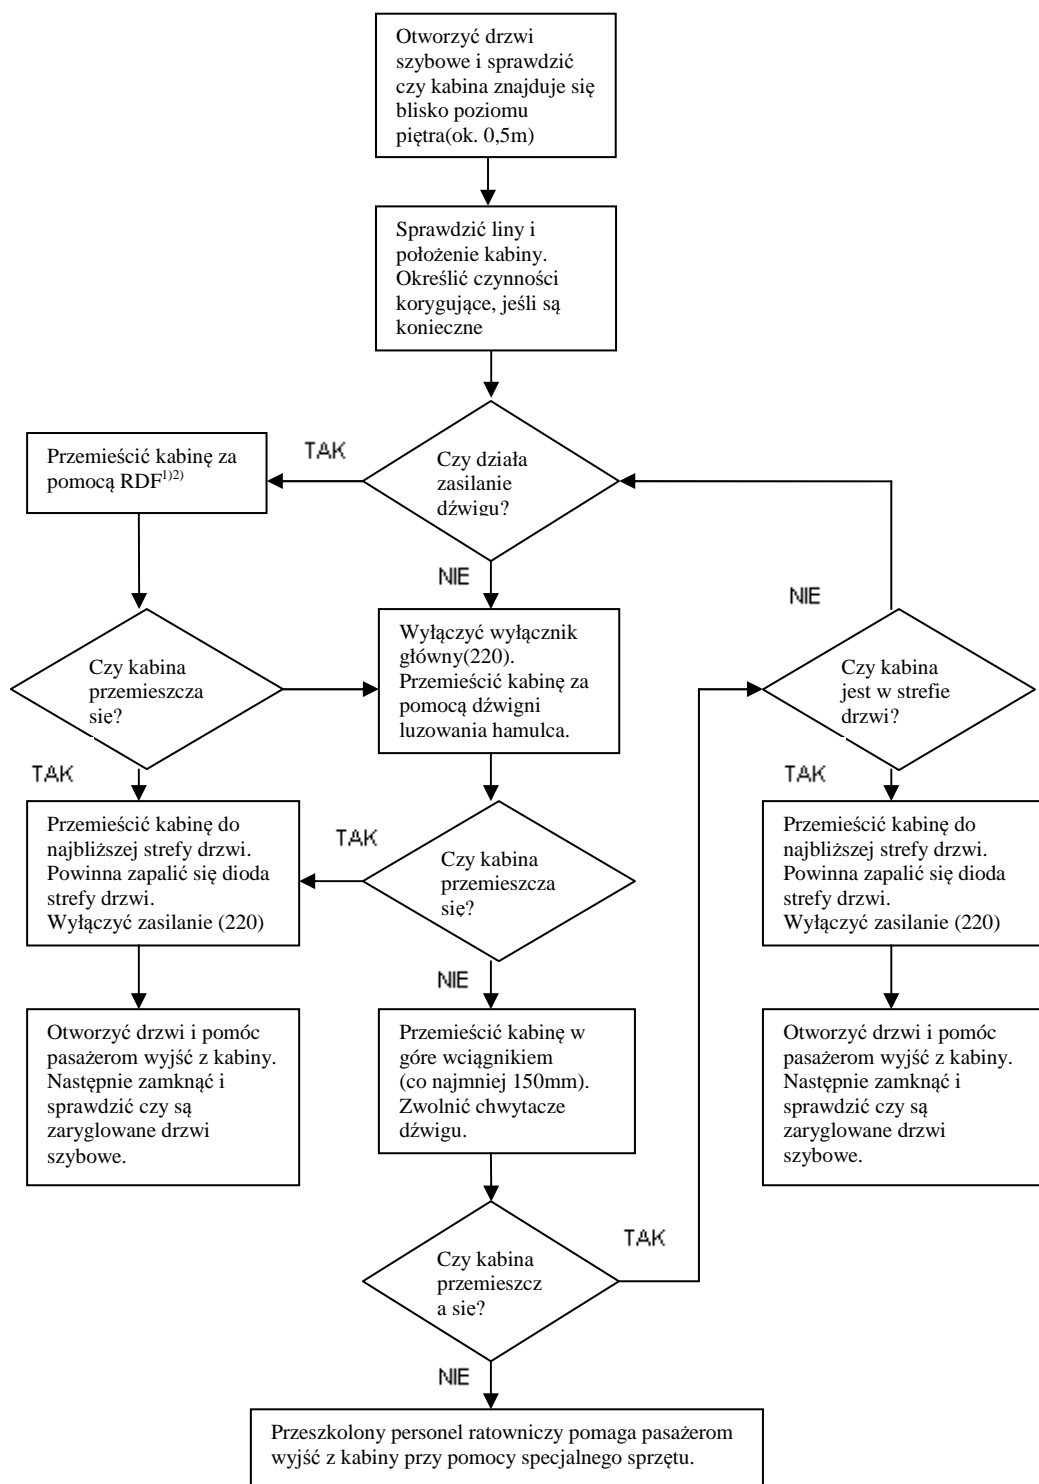 Otworzyć drzwi
szybowe i sprawdzić
czy kabina znajduje się
blisko poziomu
piętra(ok. 0,5m)
Sprawdzić liny i
położenie kabiny.
Określić czynności
korygujące, jeśli są
konieczne
Czy działa
zasilanie
dźwigu?
TAK
Przemieścić kabinę za
pomocą RDF1)2)
NIE
Czy kabina
przemieszcza
sie?
Wyłączyć wyłącznik
główny(220).
Przemieścić kabinę za
pomocą dźwigni
luzowania hamulca.
NIE
Czy kabina
jest w strefie
drzwi?
TAK
Przemieścić kabinę do
najbliższej strefy drzwi.
Powinna zapalić się dioda
strefy drzwi.
Wyłączyć zasilanie (220)
TAK
Czy kabina
przemieszcza
się?
TAK
Przemieścić kabinę do
najbliższej strefy drzwi.
Powinna zapalić się dioda
strefy drzwi.
Wyłączyć zasilanie (220)
NIE
Otworzyć drzwi i pomóc
pasażerom wyjść z kabiny.
Następnie zamknąć i
sprawdzić czy są
zaryglowane drzwi
szybowe.
Przemieścić kabinę w
góre wciągnikiem
(co najmniej 150mm).
Zwolnić chwytacze
dźwigu.
Otworzyć drzwi i pomóc
pasażerom wyjść z kabiny.
Następnie zamknąć i
sprawdzić czy są
zaryglowane drzwi
szybowe.
Czy kabina
przemieszcz
a sie?
TAK
NIE
Przeszkolony personel ratowniczy pomaga pasażerom
wyjść z kabiny przy pomocy specjalnego sprzętu.